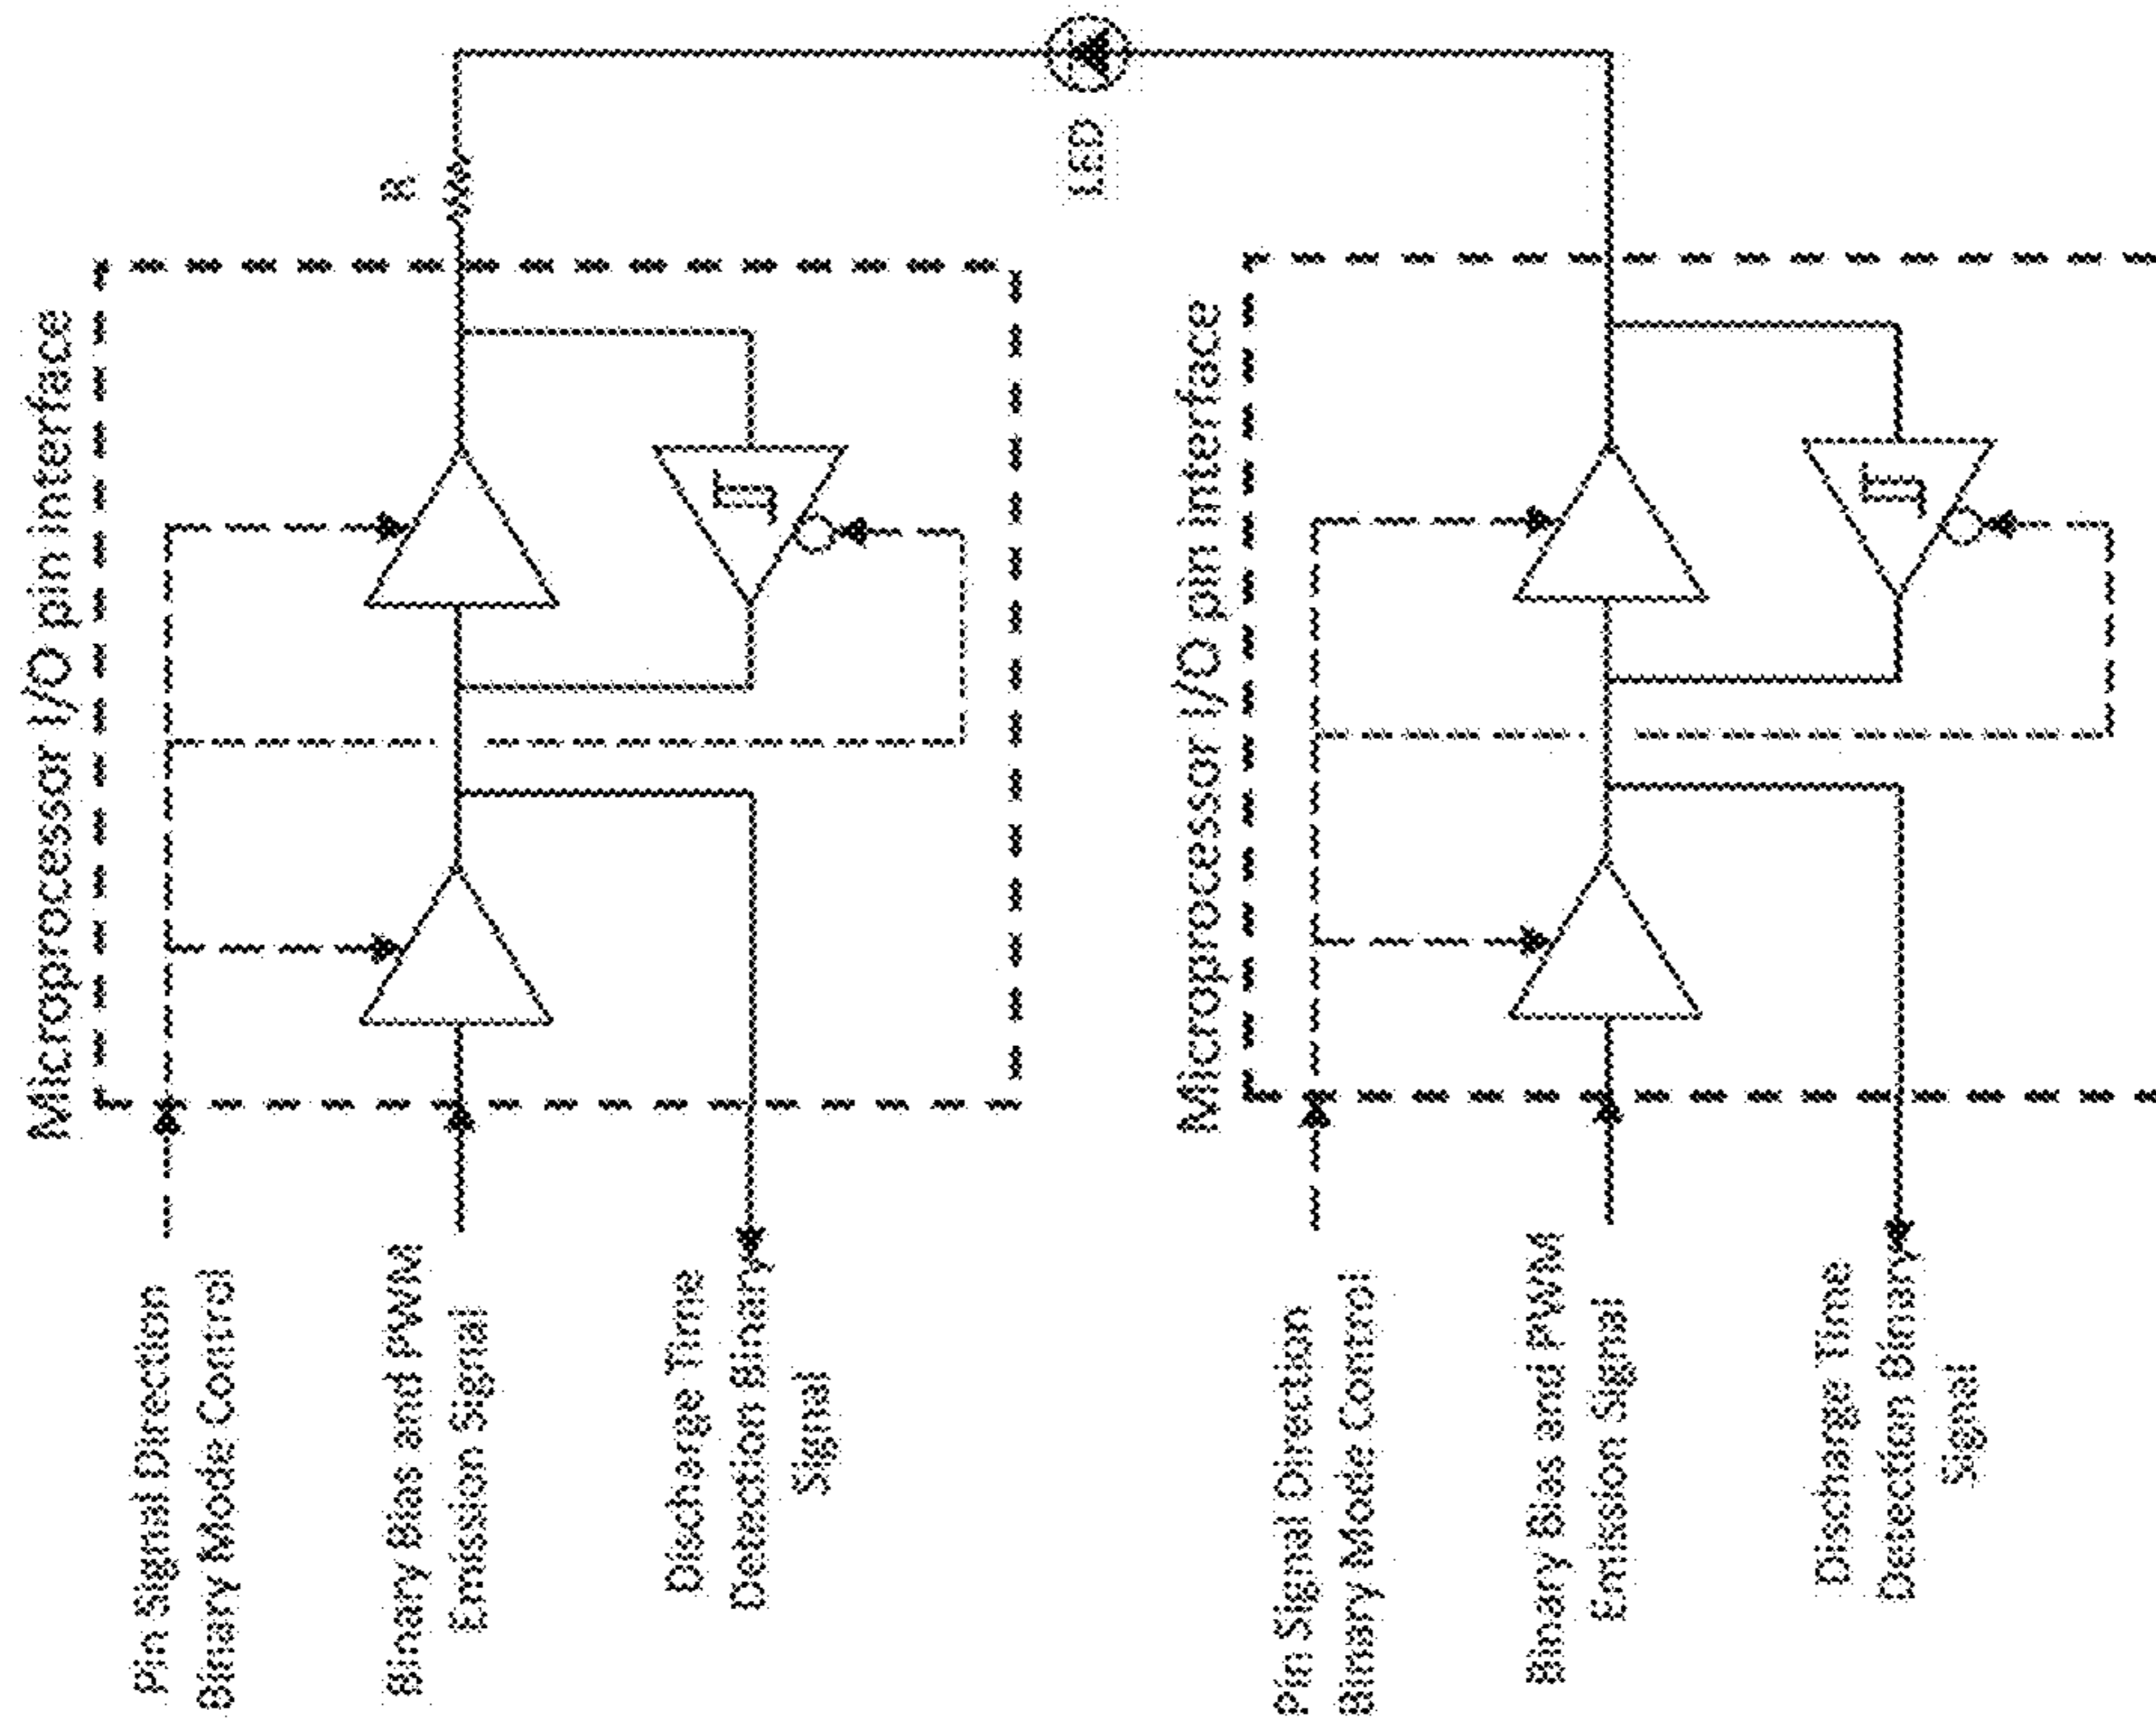 Microprocessor I/O pin interface
Pin Signal Direction
Binary Mode Control
Binary Bias and PWM
Emission Signal
Discharge Time
Detection Binary
Signal
R
LED
Microprocessor I/O pin interface
Pin Signal Direction
Binary Mode Control
Binary Bias and PWM
Emission Signal
Discharge Time
Detection Binary
Signal